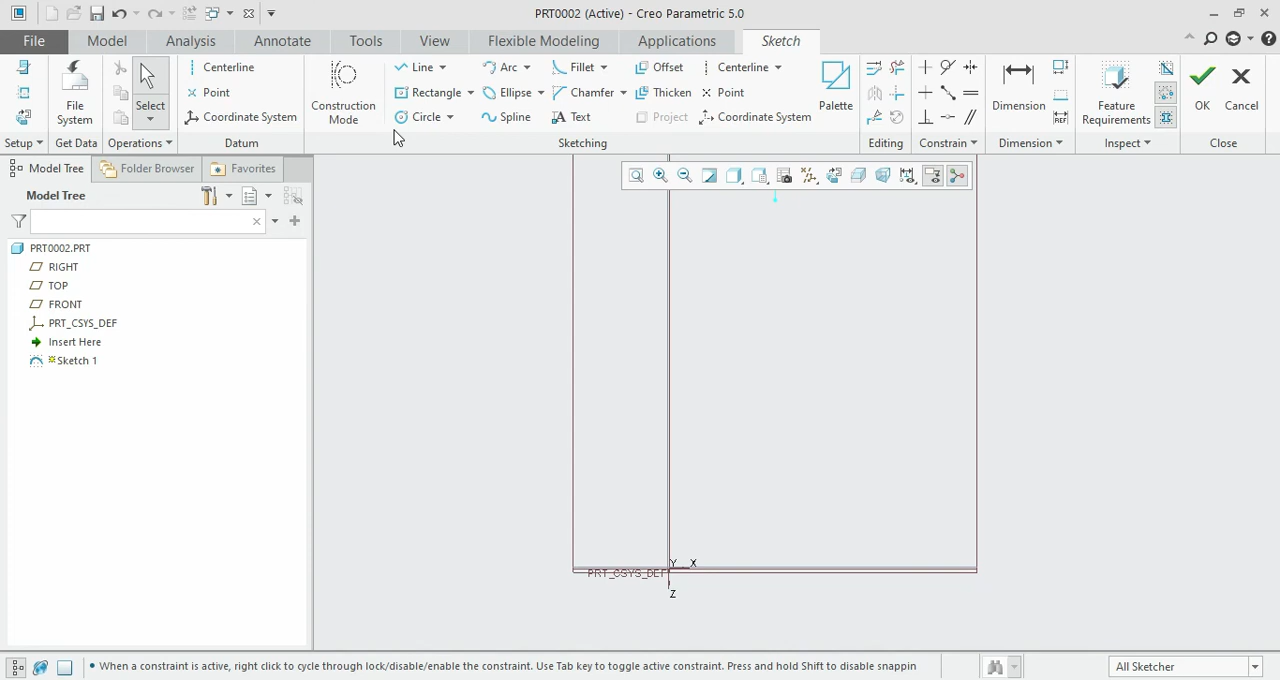 PRT0002 (Active) - Creo Parametric 5.0
File Model Analysis Annotate Tools View Flexible Modeling Applications Sketch
Centerline Line Arc Fillet Offset Centerline
Point Rectangle Ellipse Chamfer Thicken Point
Coordinate System Circle Spline Text Project Coordinate System
File System
Select
Construction Mode
Palette
Dimension
Feature Requirements
OK
Cancel
Setup Get Data Operations Datum Sketching Editing Constrain Dimension Inspect Close
Model Tree Folder Browser Favorites
Model Tree
PRT0002.PRT
RIGHT
TOP
FRONT
PRT_CSYS_DEF
Insert Here
Sketch 1
Y X
PRT_CSYS_DEF
Z
• When a constraint is active, right click to cycle through lock/disable/enable the constraint. Use Tab key to toggle active constraint. Press and hold Shift to disable snappin
All Sketcher